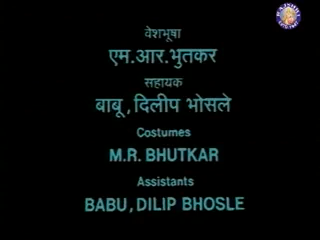 वेशभूषा
एम.आर.भुतकर
सहायक
बाबू,दिलीप भोसले
Costumes
M.R. BHUTKAR
Assistants
BABU, DILIP BHOSLE